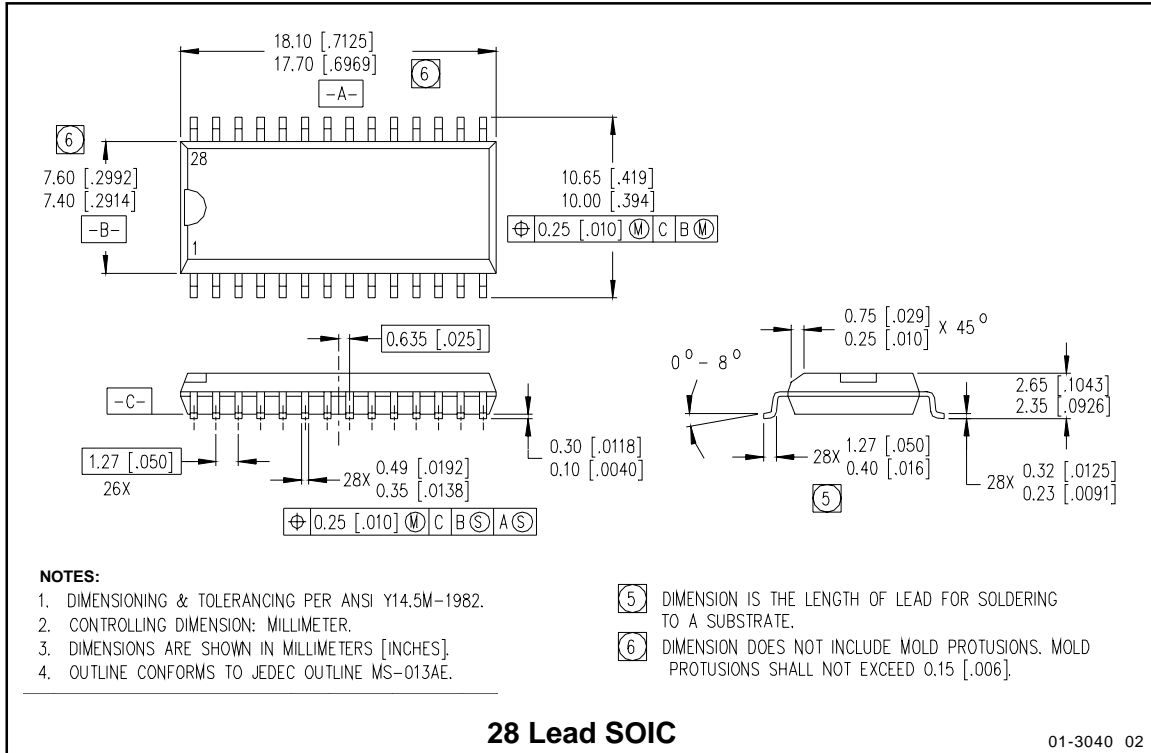 18.10 [.7125]
17.70 [.6969]
6
-A-
6
7.60 [.2992]
7.40 [.2914]
-B-
28
1
10.65 [.419]
10.00 [.394]
⌖ 0.25 [.010] Ⓜ C B Ⓜ
0.635 [.025]
-C-
1.27 [.050]
26X
28X 0.49 [.0192]
0.35 [.0138]
⌖ 0.25 [.010] Ⓜ C B Ⓢ A Ⓢ
0.30 [.0118]
0.10 [.0040]
0.75 [.029]
0.25 [.010] X 45°
0° - 8°
2.65 [.1043]
2.35 [.0926]
28X 1.27 [.050]
0.40 [.016]
5
28X 0.32 [.0125]
0.23 [.0091]
NOTES:
1. DIMENSIONING & TOLERANCING PER ANSI Y14.5M-1982.
2. CONTROLLING DIMENSION: MILLIMETER.
3. DIMENSIONS ARE SHOWN IN MILLIMETERS [INCHES].
4. OUTLINE CONFORMS TO JEDEC OUTLINE MS-013AE.
5 DIMENSION IS THE LENGTH OF LEAD FOR SOLDERING
TO A SUBSTRATE.
6 DIMENSION DOES NOT INCLUDE MOLD PROTUSIONS. MOLD
PROTUSIONS SHALL NOT EXCEED 0.15 [.006].
28 Lead SOIC
01-3040 02